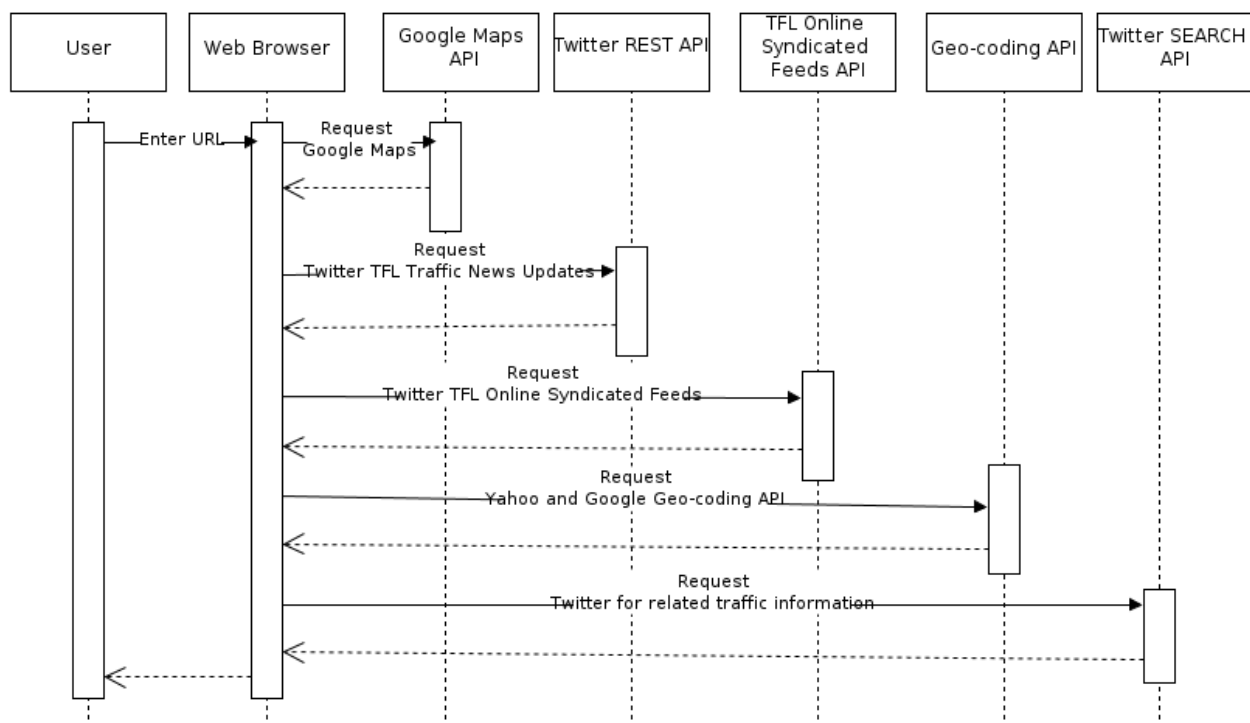 User
Web Browser
Google Maps
API
Twitter REST API
TFL Online
Syndicated
Feeds API
Geo-coding API
Twitter SEARCH
API
Enter URL
Request
Google Maps
Request
Twitter TFL Traffic News Updates
Request
Twitter TFL Online Syndicated Feeds
Request
Yahoo and Google Geo-coding API
Request
Twitter for related traffic information